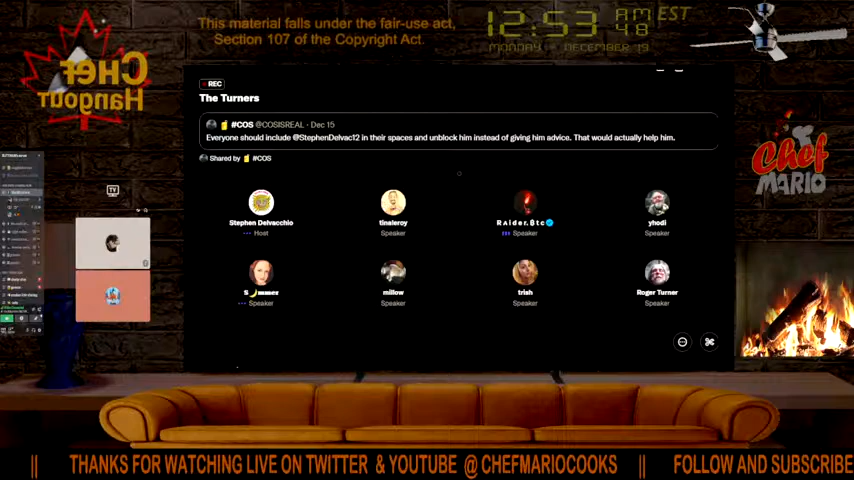 This material falls under the fair-use act,
Section 107 of the Copyright Act.
12:53 AM 48 EST
MONDAY - DECEMBER 19
CHEF
Hangout
Chef
MARIO
REC
The Turners
#COS @COSISREAL · Dec 15
Everyone should include @StephenDelvac12 in their spaces and unblock him instead of giving him advice. That would actually help him.
Shared by #COS
TV
Stephen Delvacchio
Host
tinaleroy
Speaker
RAider.Btc
Speaker
yhodi
Speaker
Speaker
millow
Speaker
trish
Speaker
Roger Turner
Speaker
|| THANKS FOR WATCHING LIVE ON TWITTER & YOUTUBE @ CHEFMARIOCOOKS || FOLLOW AND SUBSCRIBE